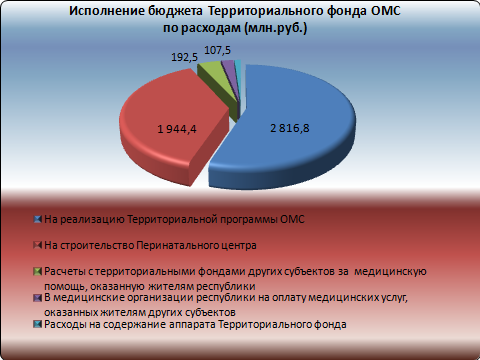 Исполнение бюджета Территориального фонда ОМС
по расходам (млн.руб.)
192,5
107,5
1 944,4
2 816,8
На реализацию Территориальной программы ОМС
На строительство Перинатального центра
Расчеты с территориальными фондами других субъектов за медицинскую
помощь, оказанную жителям республики
В медицинские организации республики на оплату медицинских услуг,
оказанных жителям других субъектов
Расходы на содержание аппарата Территориального фонда